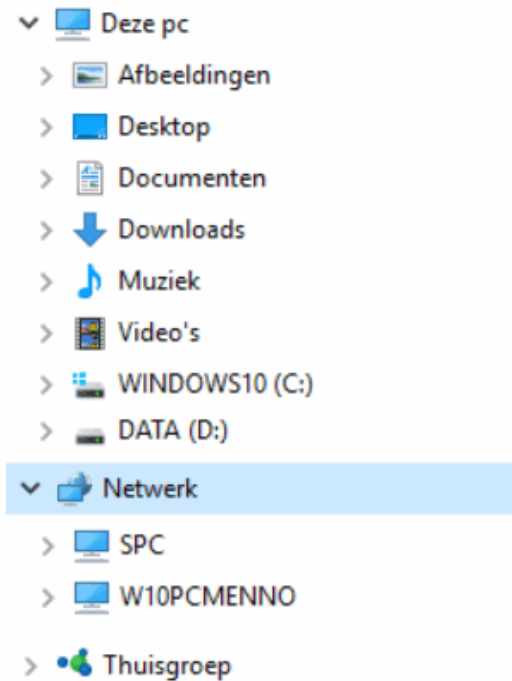 Deze pc
Afbeeldingen
Desktop
Documenten
Downloads
Muziek
Video's
WINDOWS10 (C:)
DATA (D:)
Netwerk
SPC
W10PCMENNO
Thuisgroep